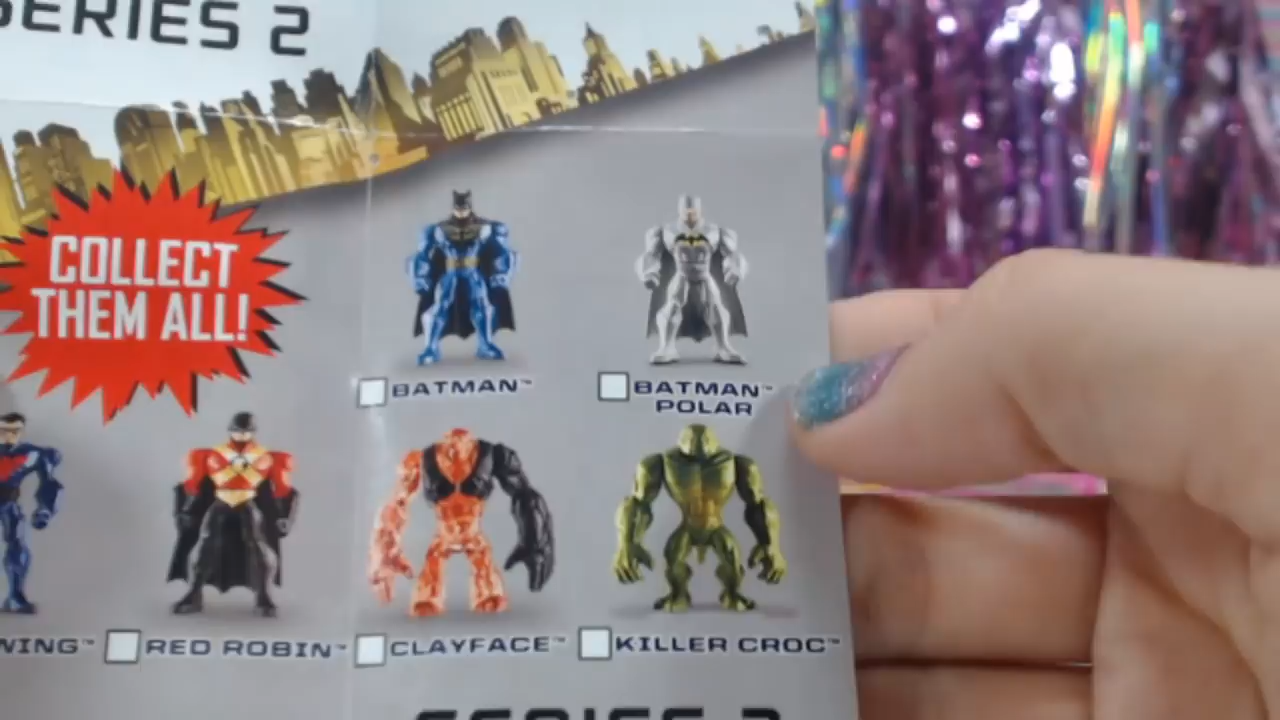 SERIES 2
COLLECT
THEM ALL!
BATMAN™
BATMAN™
POLAR
WING™
RED ROBIN™
CLAYFACE™
KILLER CROC™